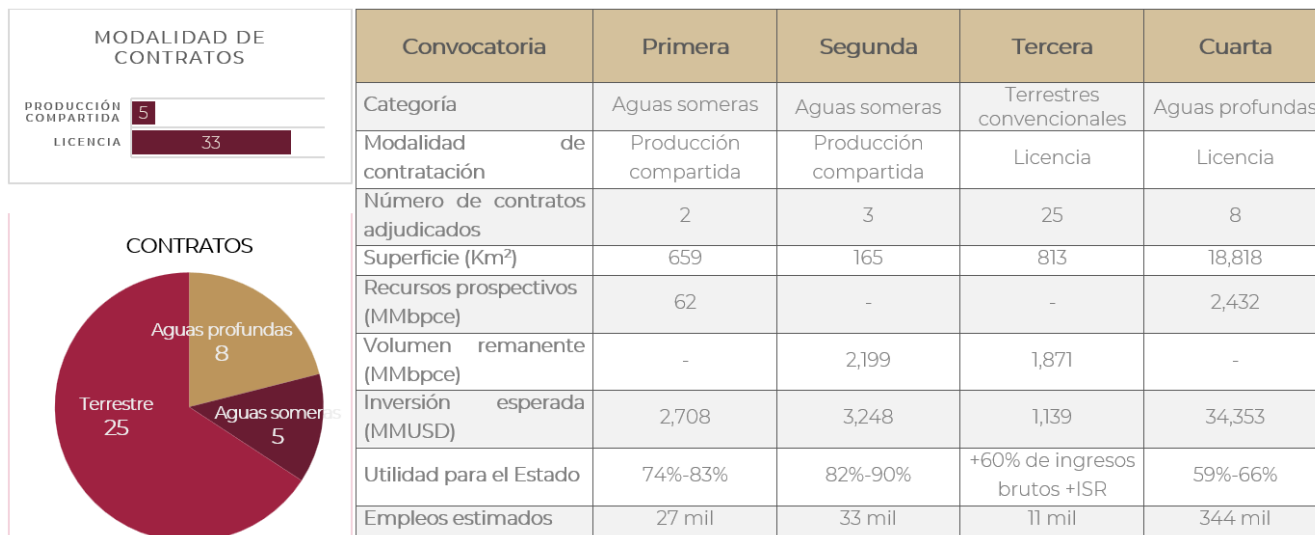 MODALIDAD DE
CONTRATOS
PRODUCCIÓN
COMPARTIDA
5
LICENCIA
33
CONTRATOS
Aguas profundas
8
Terrestre
25
Aguas someras
5
Convocatoria Primera Segunda Tercera Cuarta
Categoría Aguas someras Aguas someras Terrestres convencionales Aguas profundas
Modalidad de contratación Producción compartida Producción compartida Licencia Licencia
Número de contratos adjudicados 2 3 25 8
Superficie (Km²) 659 165 813 18,818
Recursos prospectivos (MMbpce) 62 - - 2,432
Volumen remanente (MMbpce) - 2,199 1,871 -
Inversión esperada (MMUSD) 2,708 3,248 1,139 34,353
Utilidad para el Estado 74%-83% 82%-90% +60% de ingresos brutos +ISR 59%-66%
Empleos estimados 27 mil 33 mil 11 mil 344 mil